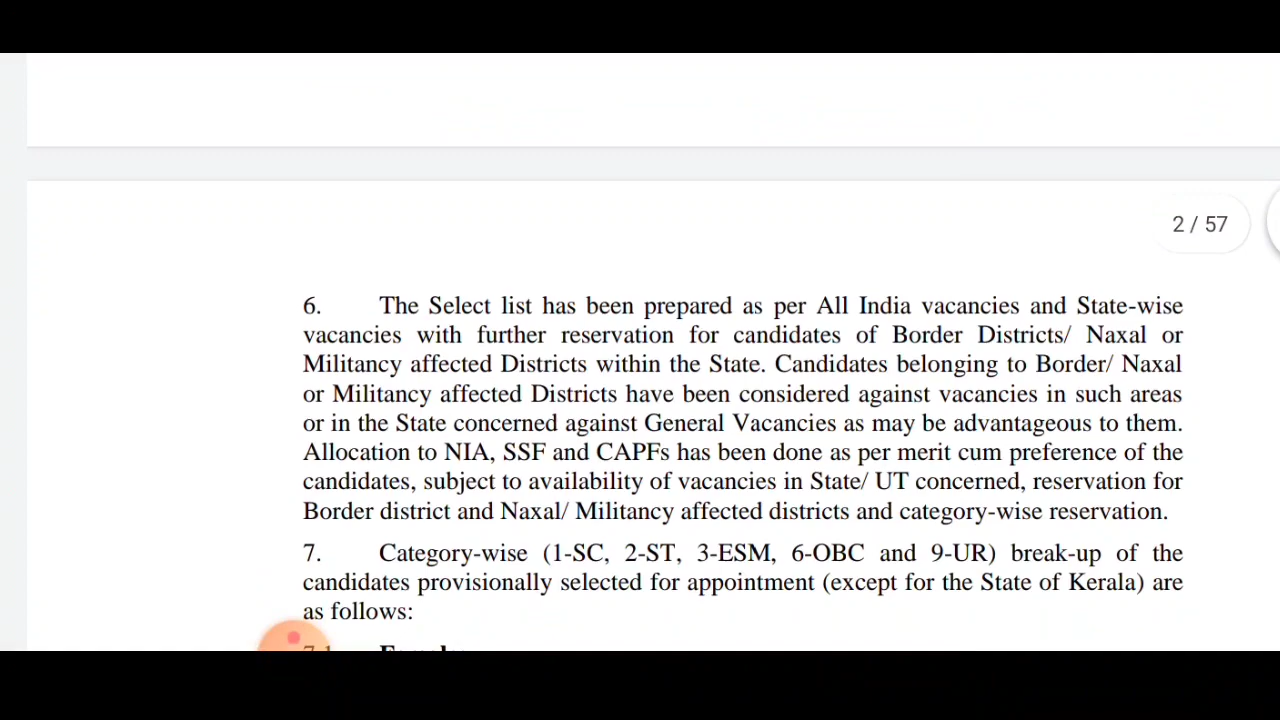 2 / 57
6. The Select list has been prepared as per All India vacancies and State-wise
vacancies with further reservation for candidates of Border Districts/ Naxal or
Militancy affected Districts within the State. Candidates belonging to Border/ Naxal
or Militancy affected Districts have been considered against vacancies in such areas
or in the State concerned against General Vacancies as may be advantageous to them.
Allocation to NIA, SSF and CAPFs has been done as per merit cum preference of the
candidates, subject to availability of vacancies in State/ UT concerned, reservation for
Border district and Naxal/ Militancy affected districts and category-wise reservation.
7. Category-wise (1-SC, 2-ST, 3-ESM, 6-OBC and 9-UR) break-up of the
candidates provisionally selected for appointment (except for the State of Kerala) are
as follows: